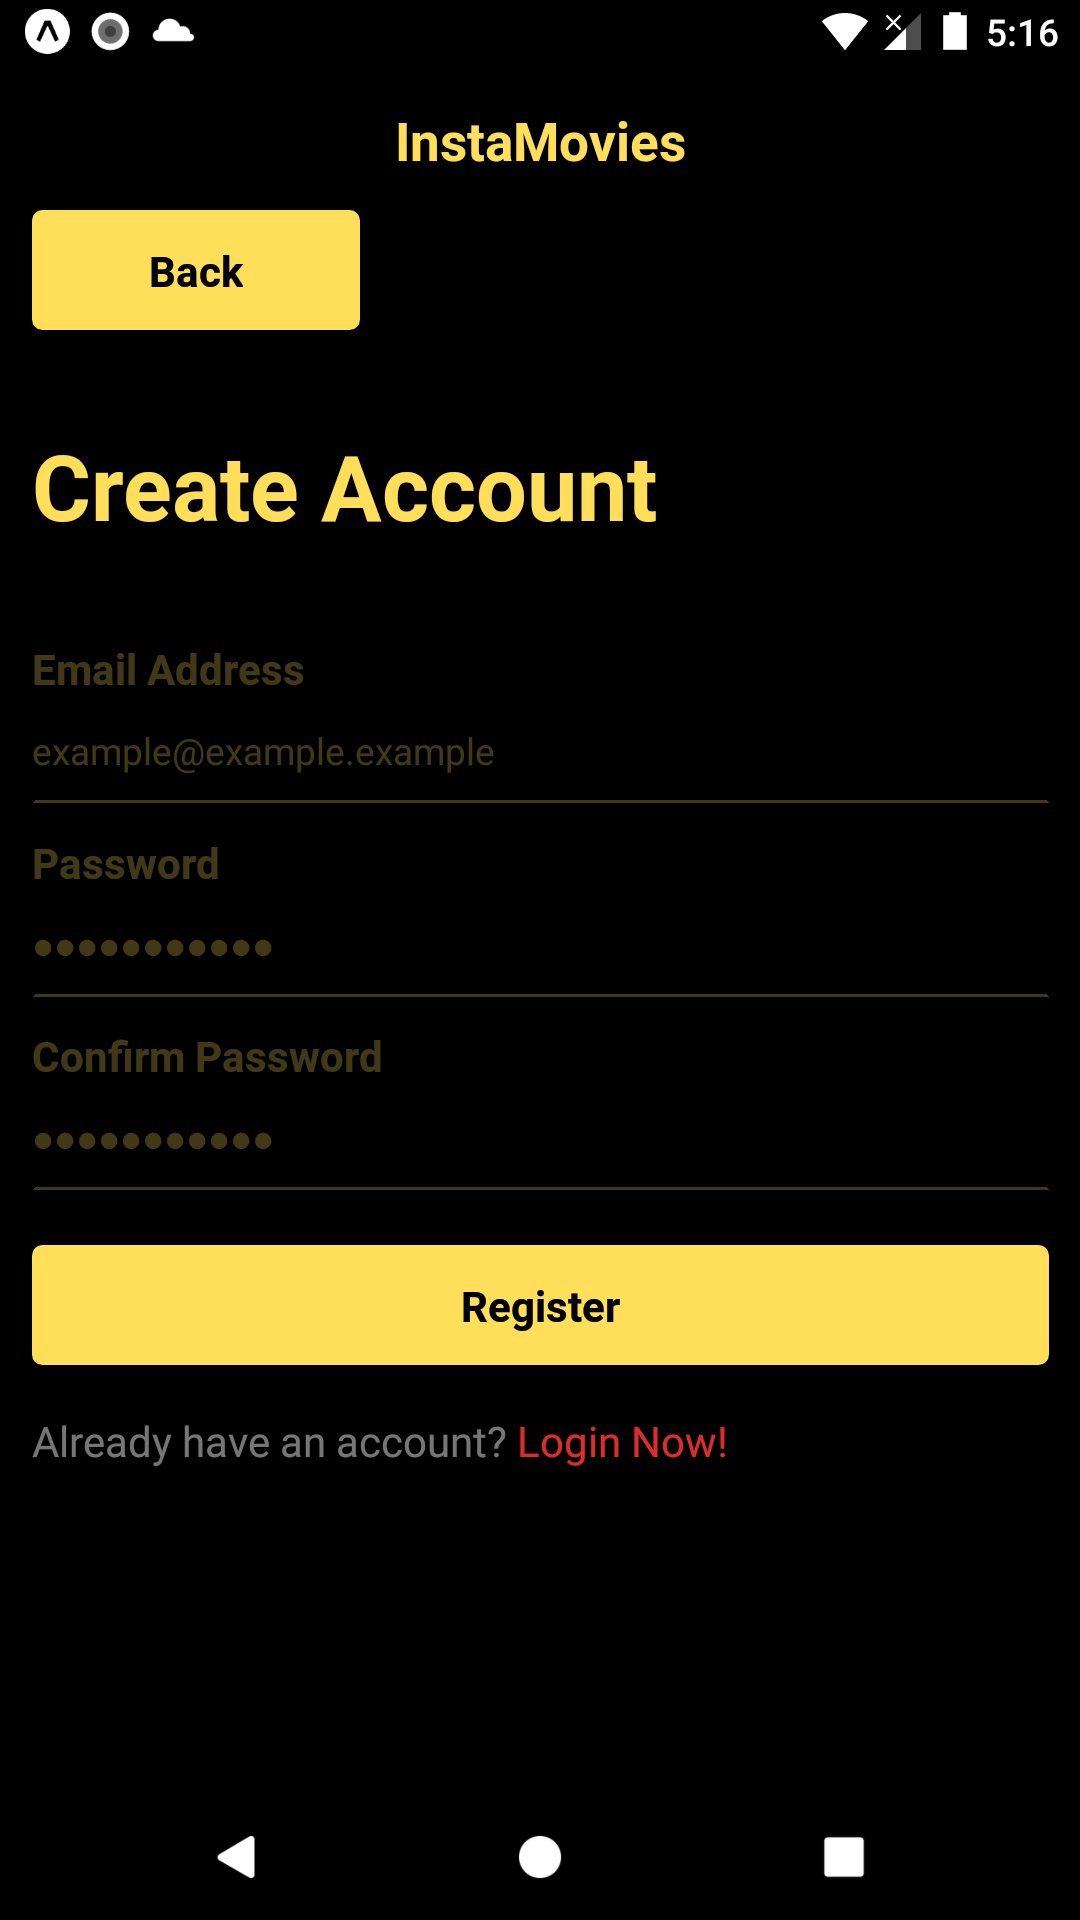 5:16
InstaMovies
Back
Create Account
Email Address
example@example.example
Password
•••••••••••
Confirm Password
•••••••••••
Register
Already have an account? Login Now!